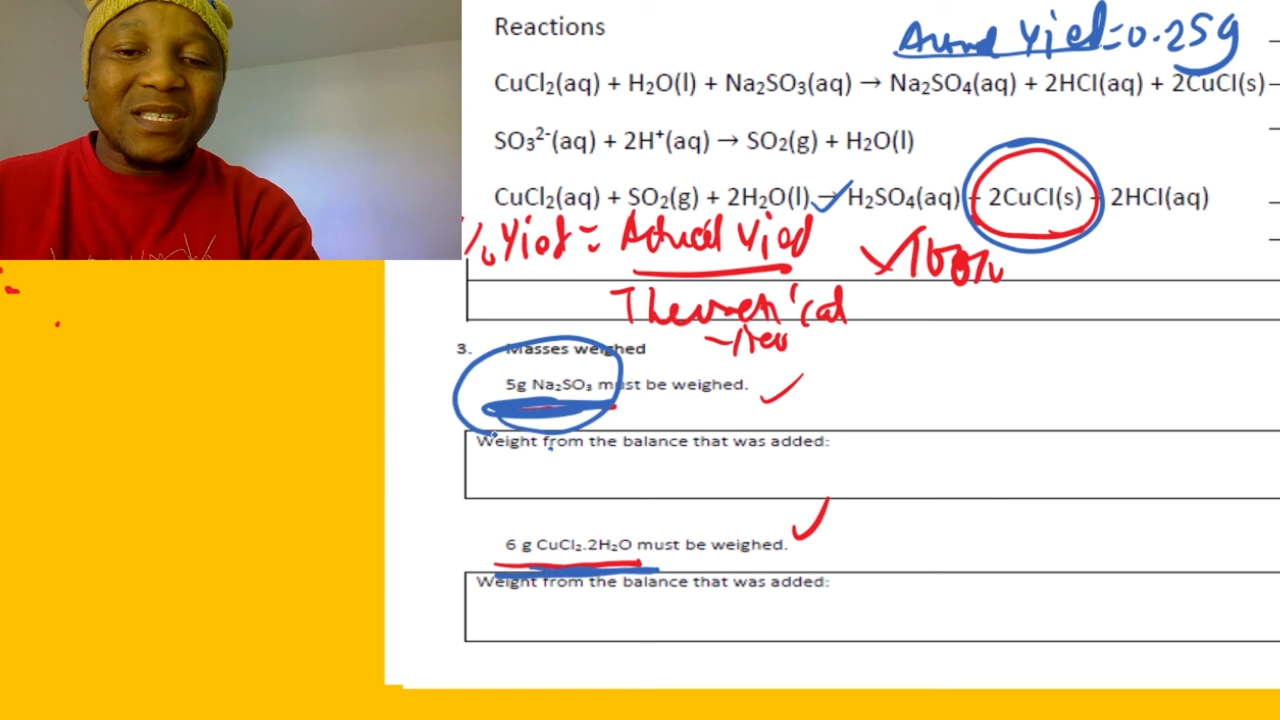 Reactions
Actual Yield=0.25g
CuCl₂(aq) + H₂O(l) + Na₂SO₃(aq) → Na₂SO₄(aq) + 2HCl(aq) + 2CuCl(s)
SO₃²⁻(aq) + 2H⁺(aq) → SO₂(g) + H₂O(l)
CuCl₂(aq) + SO₂(g) + 2H₂O(l) → H₂SO₄(aq) + 2CuCl(s) + 2HCl(aq)
% Yield = Actual Yield
100%
Theoretical
3. Masses weighed
5g Na₂SO₃ must be weighed.
Weight from the balance that was added:
6 g CuCl₂.2H₂O must be weighed.
Weight from the balance that was added: